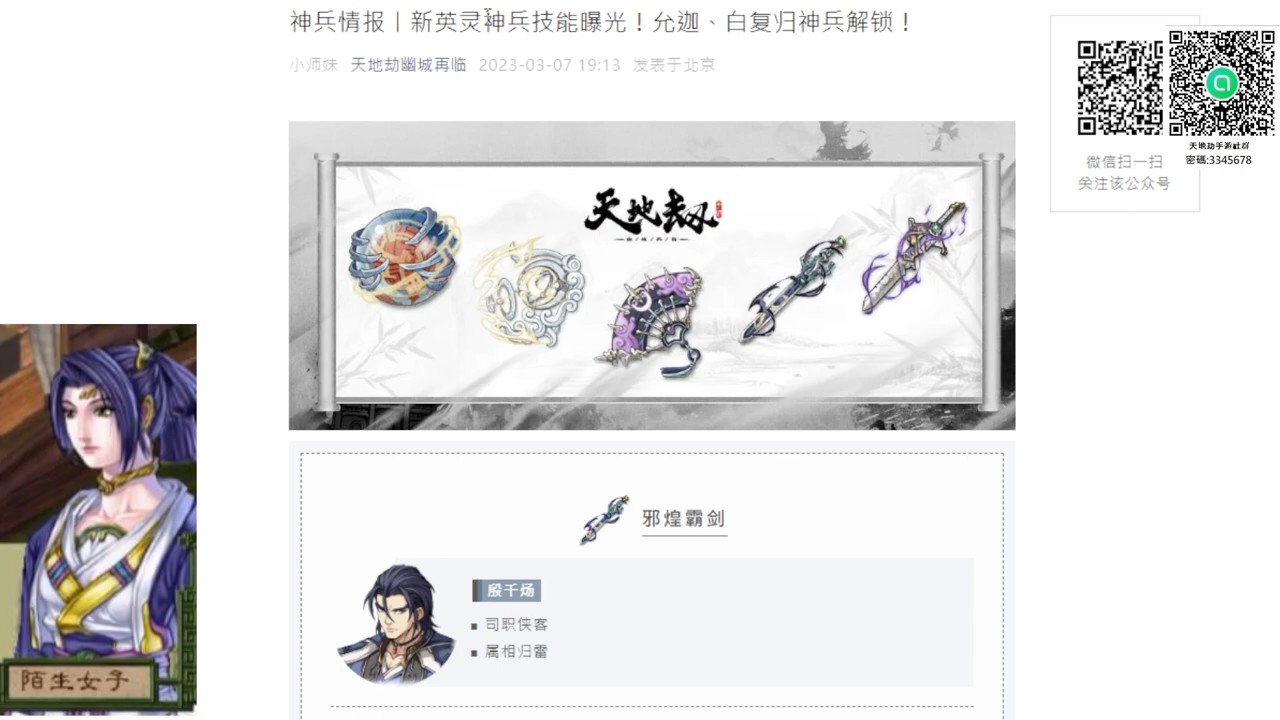 神兵情报丨新英灵神兵技能曝光！允迦、白复归神兵解锁！
小师妹 天地劫幽城再临 2023-03-07 19:13 发表于北京
天地劫
微信扫一扫
关注该公众号
天地劫手游社群
密碼:3345678
邪煌霸剑
殷千炀
司职侠客
属相归雷
陌生女子